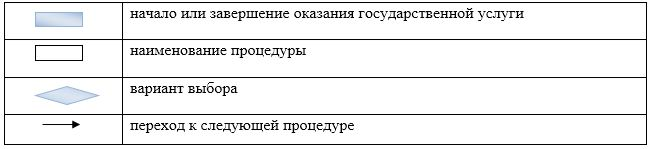 начало или завершение оказания государственной услуги
наименование процедуры
вариант выбора
переход к следующей процедуре